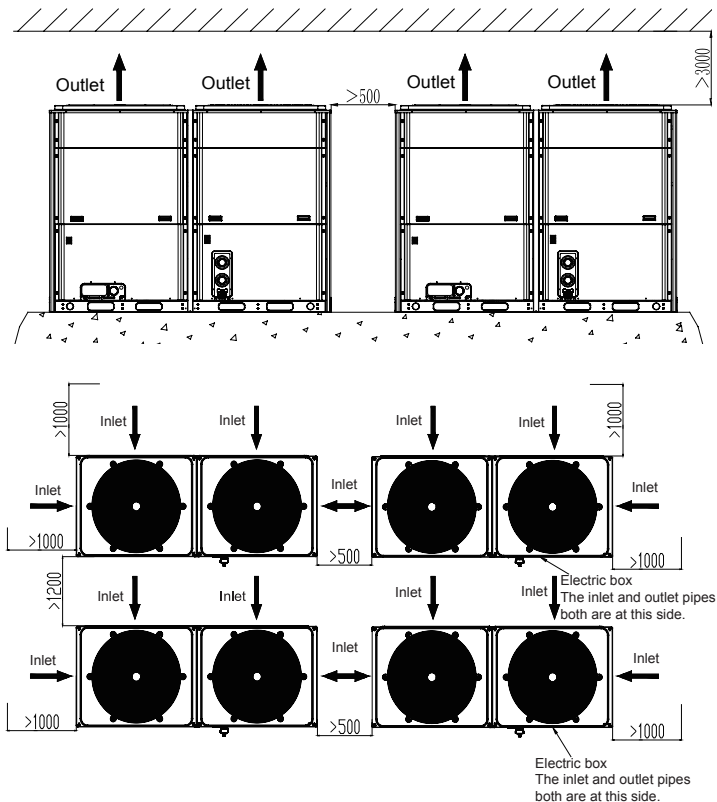 Outlet
Outlet
>500
Outlet
Outlet
>3000
>1000
Inlet
Inlet
Inlet
Inlet
>1000
Inlet
Inlet
>1000
>500
>1000
>1200
Electric box
The inlet and outlet pipes
both are at this side.
Inlet
Inlet
Inlet
Inlet
Inlet
Inlet
>1000
>500
>1000
Electric box
The inlet and outlet pipes
both are at this side.